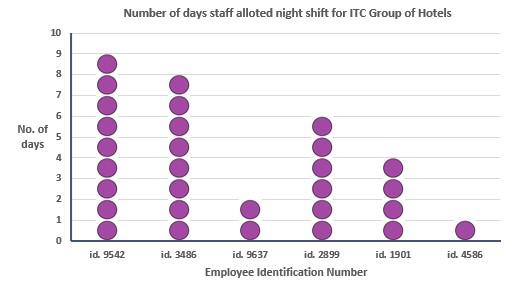 Number of days staff alloted night shift for ITC Group of Hotels
10
9
8
7
6
5
4
3
2
1
0
No. of
days
id. 9542 id. 3486 id. 9637 id. 2899 id. 1901 id. 4586
Employee Identification Number